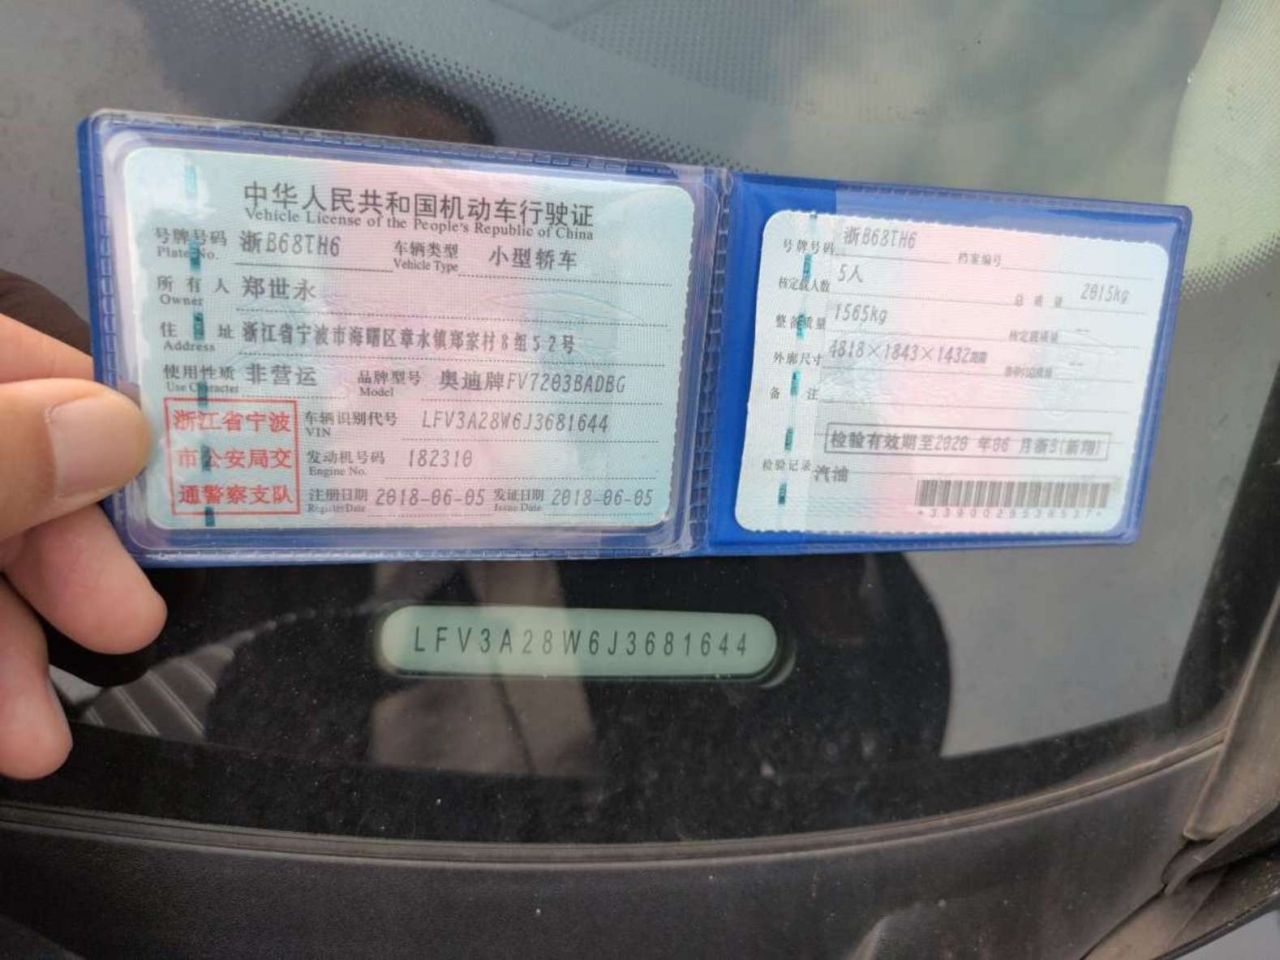 中华人民共和国机动车行驶证
Vehicle License of the People's Republic of China
号牌号码 浙B68TH6 车辆类型 小型轿车
Plate No. Vehicle Type
所有人 郑世永
Owner
住址 浙江省宁波市海曙区章水镇郑家村8组52号
Address
使用性质 非营运 品牌型号 奥迪牌FV7203BADBG
Use Character Model
浙江省宁波
市公安局交
通警察支队
车辆识别代号 LFV3A28W6J3681644
VIN
发动机号码 182310
Engine No.
注册日期 2018-06-05 发证日期 2018-06-05
Register Date Issue Date
号牌号码 浙B68TH6 档案编号
核定载人数 5人 总质量 2015kg
整备质量 1565kg 核定载质量 --
外廓尺寸 4818×1843×1432mm --
备注
检验有效期至2020 年06 月浙B(新翔)
检验记录 汽油
LFV3A28W6J3681644